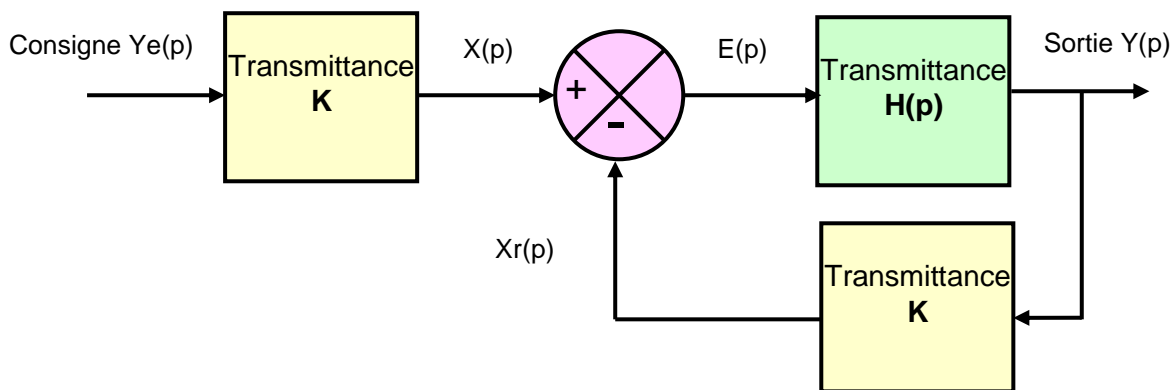 Consigne Ye(p)
Transmittance
K
X(p)
+
-
E(p)
Transmittance
H(p)
Sortie Y(p)
Xr(p)
Transmittance
K